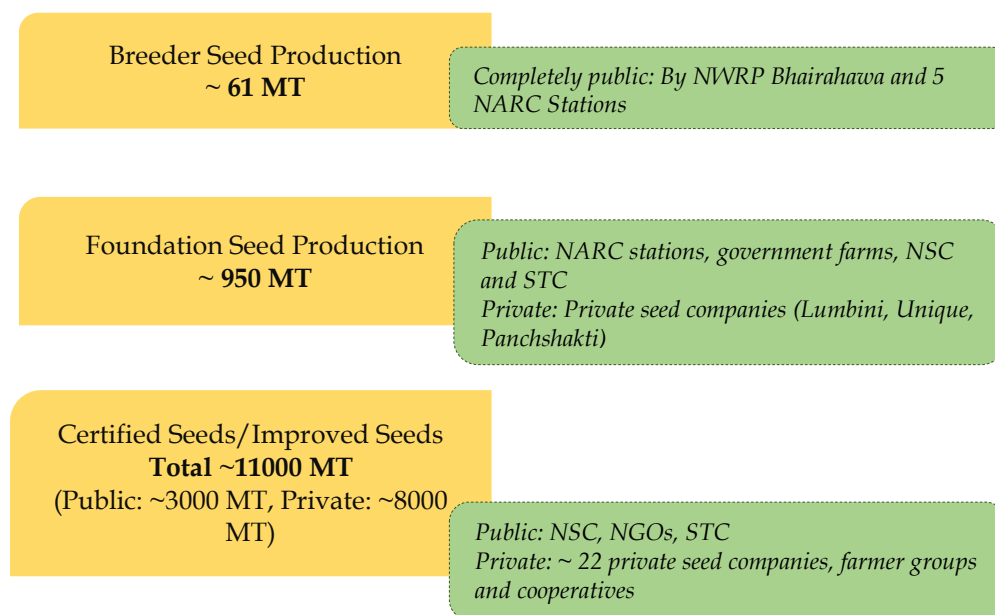 Breeder Seed Production
~ 61 MT
Completely public: By NWRP Bhairahawa and 5
NARC Stations
Foundation Seed Production
~ 950 MT
Public: NARC stations, government farms, NSC
and STC
Private: Private seed companies (Lumbini, Unique,
Panchshakti)
Certified Seeds/Improved Seeds
Total ~11000 MT
(Public: ~3000 MT, Private: ~8000
MT)
Public: NSC, NGOs, STC
Private: ~ 22 private seed companies, farmer groups
and cooperatives